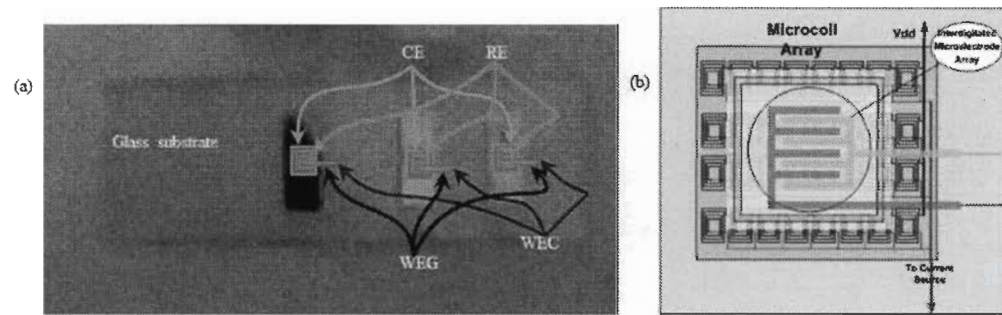 (a)
CE
RE
Glass substrate
WEG
WEC
(b)
Microcoil
Array
Vdd
Interdigitated
Microelectrode
Array
To Current
Source